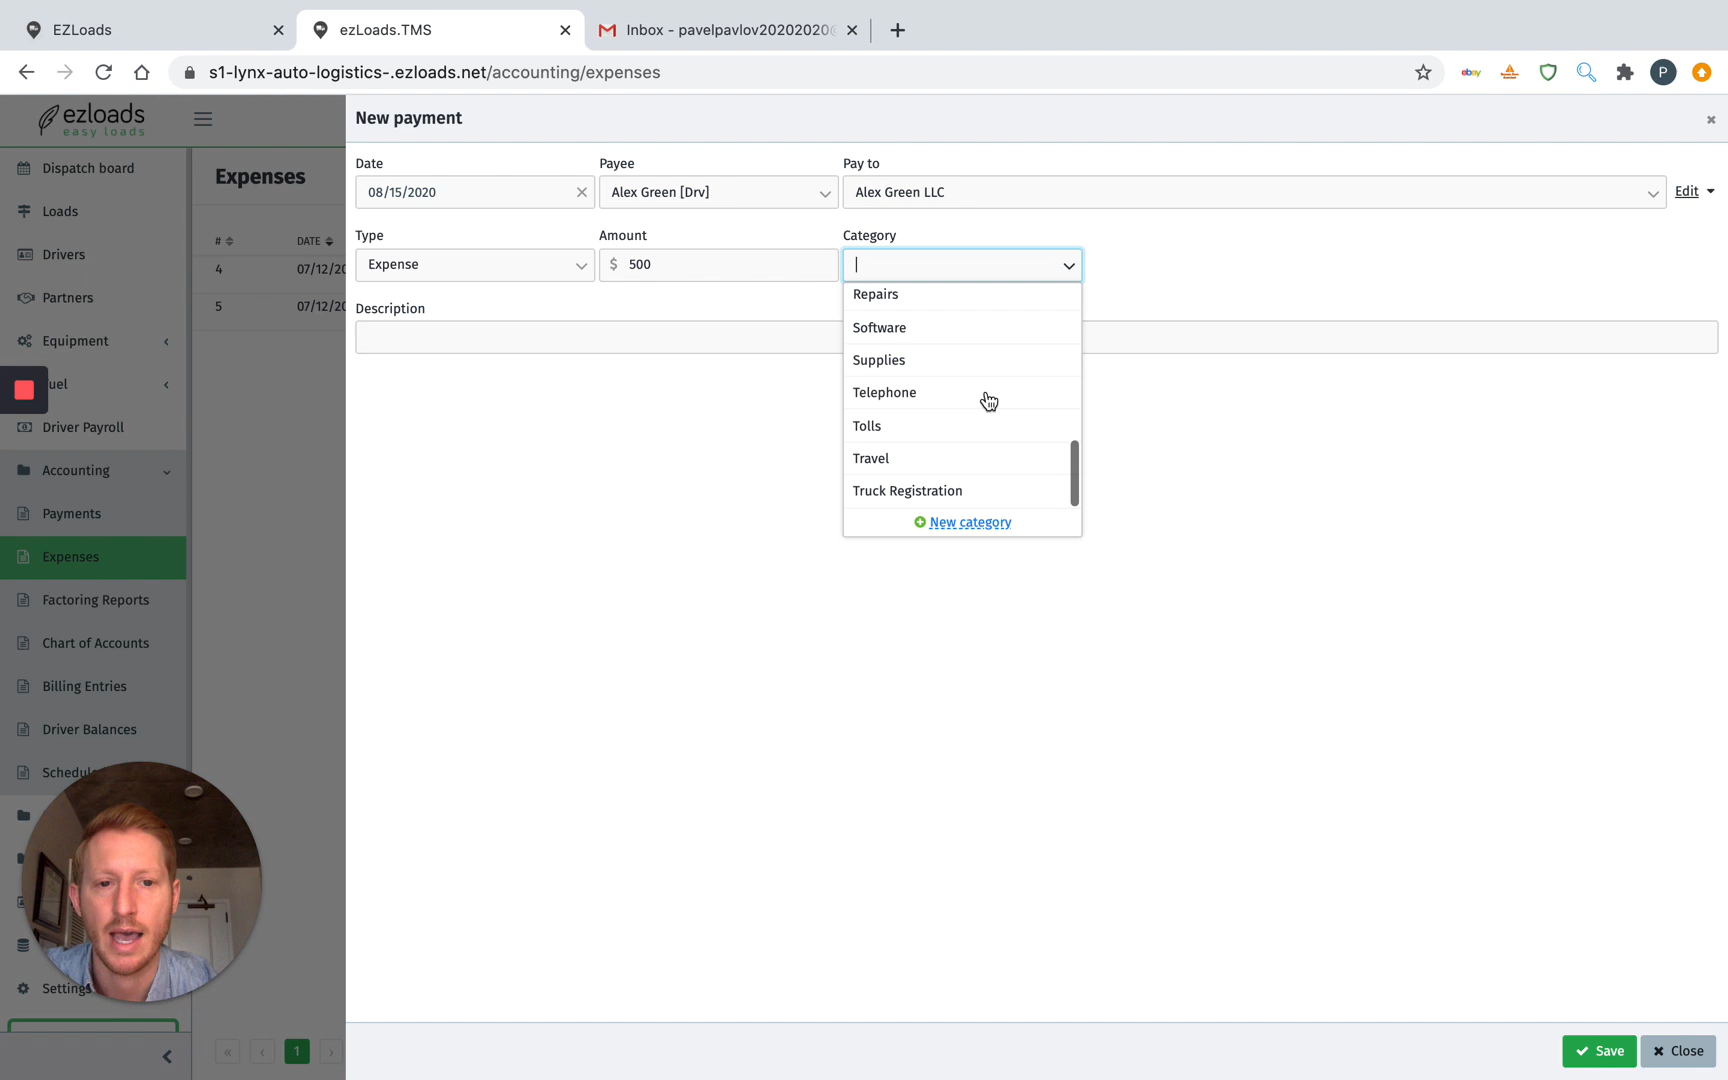 EZLoads
ezLoads.TMS
Inbox - pavelpavlov20202020
s1-lynx-auto-logistics-.ezloads.net/accounting/expenses
ebay
P
ezloads
easy loads
New payment
Date
Payee
Pay to
08/15/2020
Alex Green [Drv]
Alex Green LLC
Edit
Type
Amount
Category
Expense
$ 500
Description
Repairs
Software
Supplies
Telephone
Tolls
Travel
Truck Registration
New category
Dispatch board
Loads
Drivers
Partners
Equipment
uel
Driver Payroll
Accounting
Payments
Expenses
Factoring Reports
Chart of Accounts
Billing Entries
Driver Balances
Schedul
Settings
Expenses
# DATE
4 07/12/20
5 07/12/20
« ‹ 1 ›
Save
Close